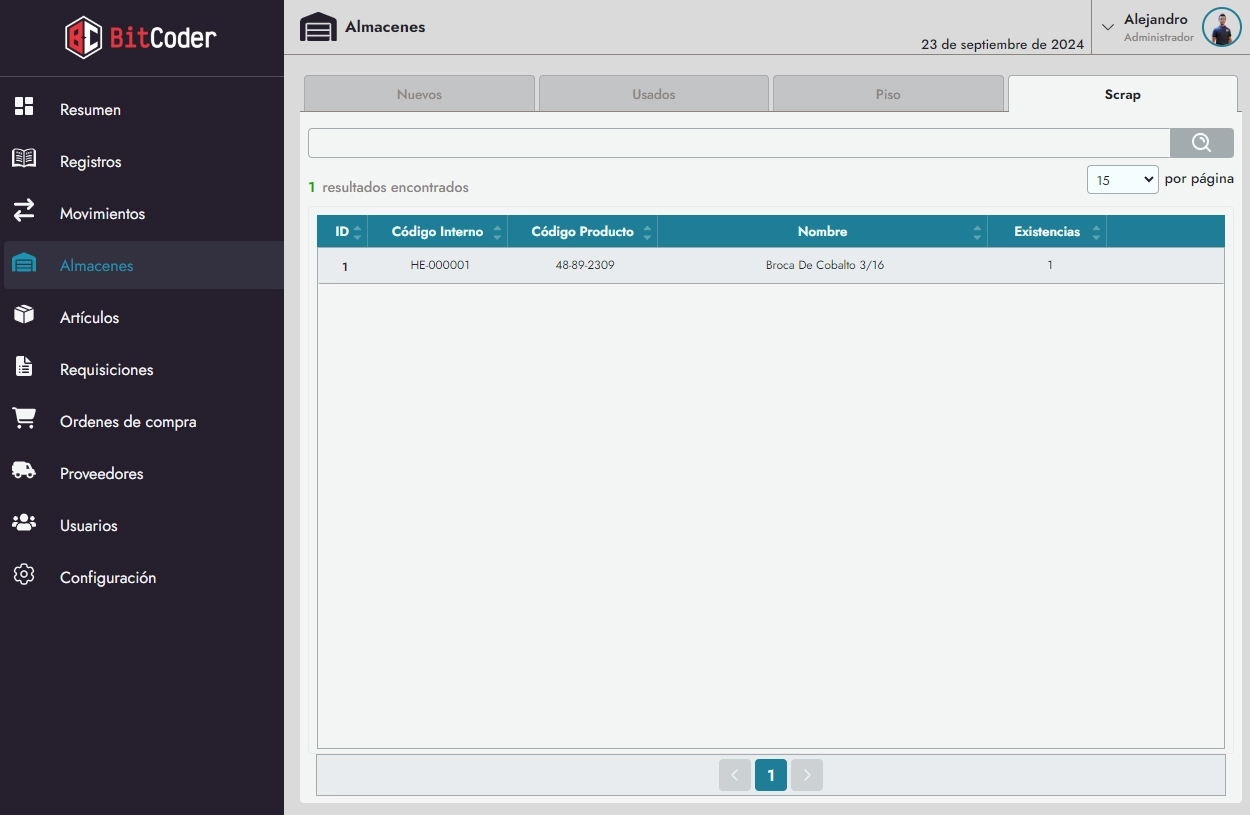 BitCoder
Resumen
Registros
Movimientos
Almacenes
Artículos
Requisiciones
Ordenes de compra
Proveedores
Usuarios
Configuración
Almacenes
23 de septiembre de 2024
Alejandro
Administrador
Nuevos Usados Piso Scrap
1 resultados encontrados
15 por página
ID Código Interno Código Producto Nombre Existencias
1 HE-000001 48-89-2309 Broca De Cobalto 3/16 1
1